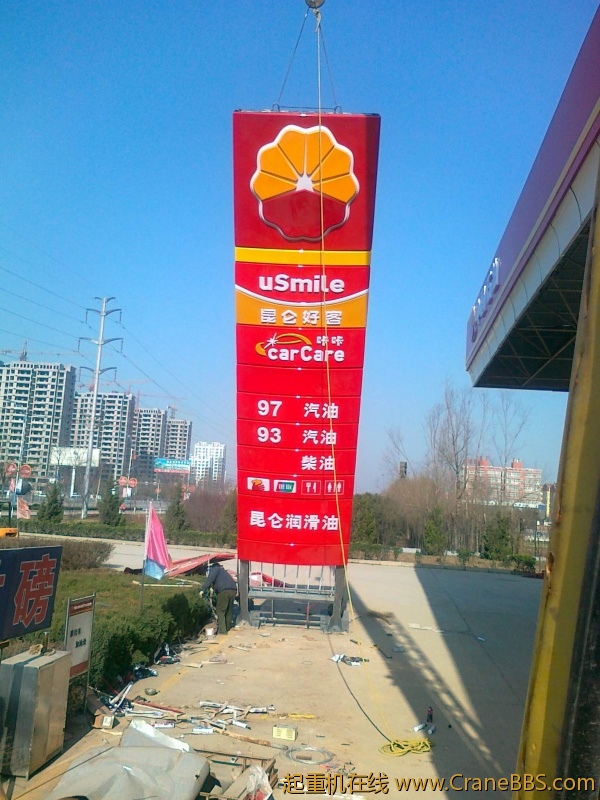 uSmile
昆仑好客
咔咔
carCare
97 汽油
93 汽油
柴油
昆仑润滑油
磅
起重机在线 www.CraneBBS.com